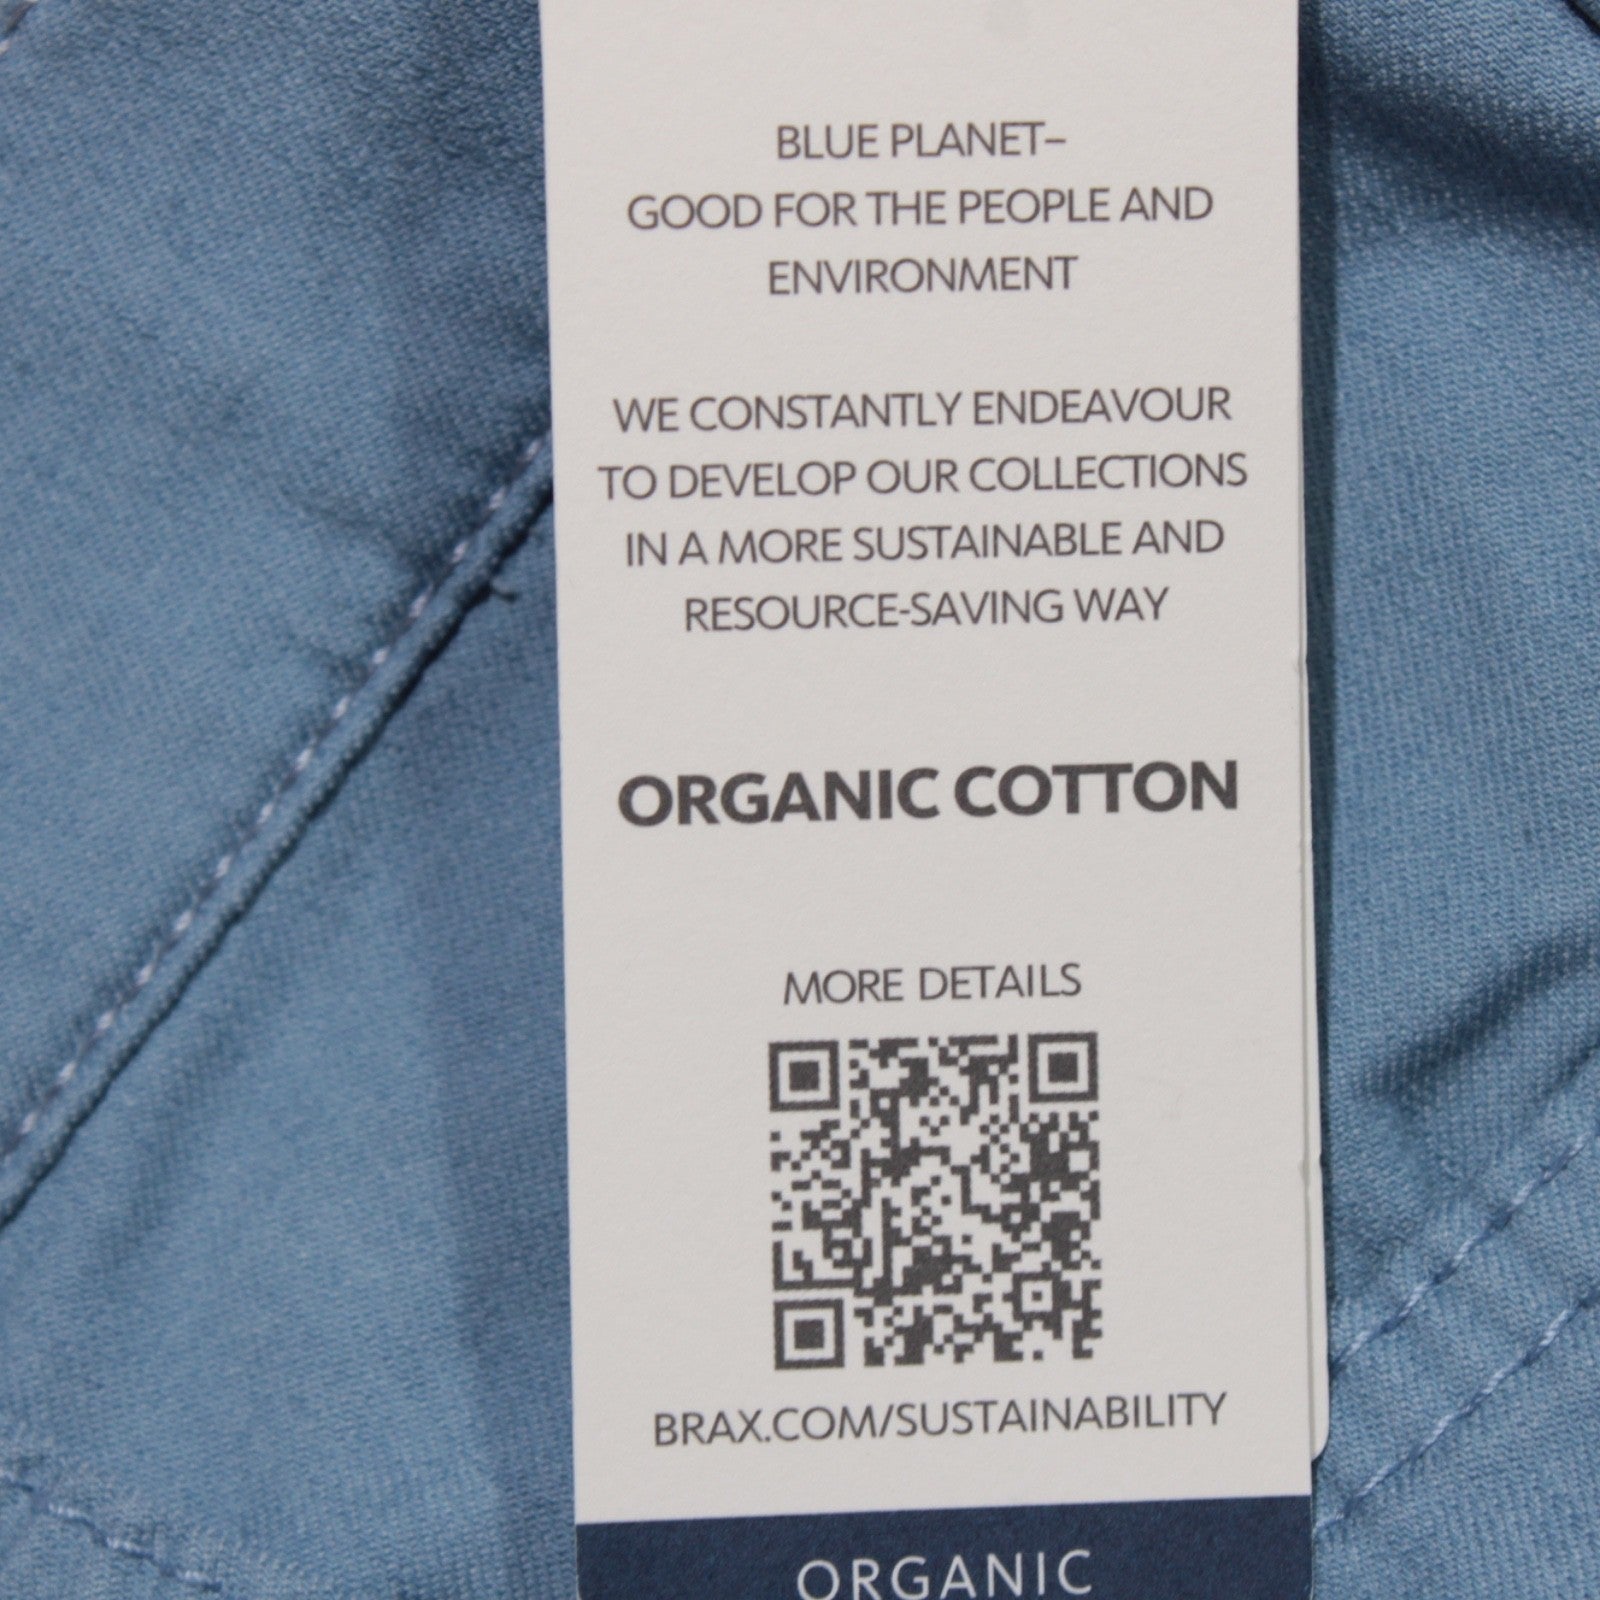 BLUE PLANET–
GOOD FOR THE PEOPLE AND
ENVIRONMENT
WE CONSTANTLY ENDEAVOUR
TO DEVELOP OUR COLLECTIONS
IN A MORE SUSTAINABLE AND
RESOURCE-SAVING WAY
ORGANIC COTTON
MORE DETAILS
BRAX.COM/SUSTAINABILITY
ORGANIC